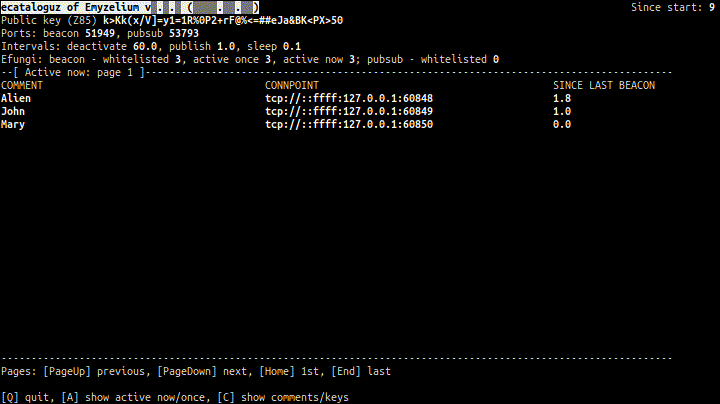 ecataloguz of Emyzelium v . . ( . . ) Since start: 9
Public key (Z85) k>Kk(x/V]=y1=1R%0P2+rF@%<=##eJa&BK<PX>50
Ports: beacon 51949, pubsub 53793
Intervals: deactivate 60.0, publish 1.0, sleep 0.1
Efungi: beacon - whitelisted 3, active once 3, active now 3; pubsub - whitelisted 0
--[ Active now: page 1 ]----------------------------------------------------------------------------------------
COMMENT CONNPOINT SINCE LAST BEACON
Alien tcp://::ffff:127.0.0.1:60848 1.8
John tcp://::ffff:127.0.0.1:60849 1.0
Mary tcp://::ffff:127.0.0.1:60850 0.0
----------------------------------------------------------------------------------------------------------------
Pages: [PageUp] previous, [PageDown] next, [Home] 1st, [End] last
[Q] quit, [A] show active now/once, [C] show comments/keys